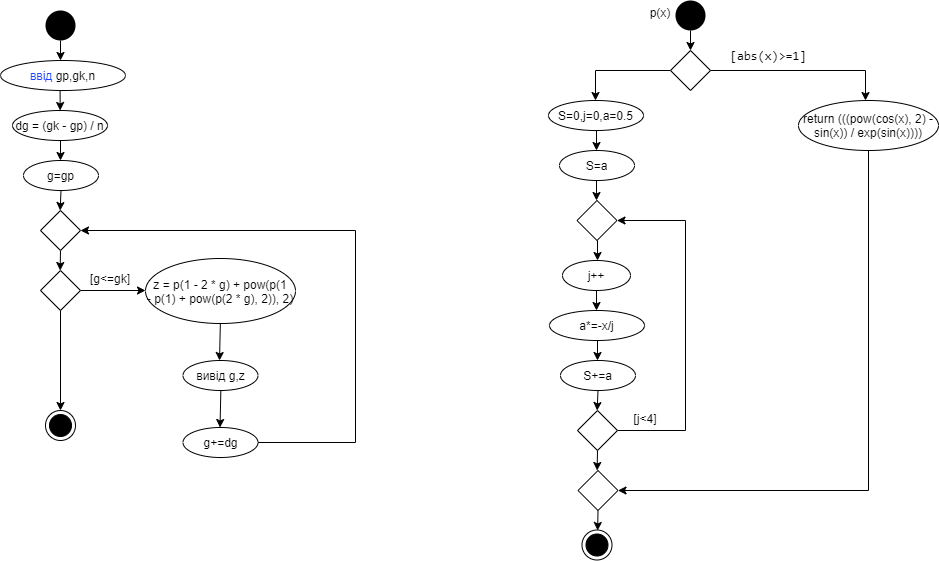 ввід gp,gk,n
dg = (gk - gp) / n
g=gp
[g<=gk]
z = p(1 - 2 * g) + pow(p(1
- p(1) + pow(p(2 * g), 2)), 2)
вивід g,z
g+=dg
p(x)
[abs(x)>=1]
S=0,j=0,a=0.5
return (((pow(cos(x), 2) -
sin(x)) / exp(sin(x))))
S=a
j++
a*=-x/j
S+=a
[j<4]